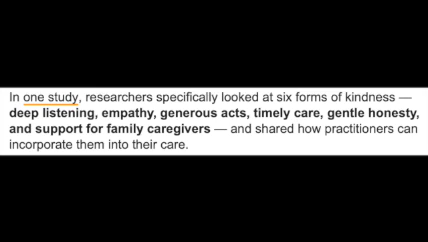 In one study, researchers specifically looked at six forms of kindness —
deep listening, empathy, generous acts, timely care, gentle honesty,
and support for family caregivers — and shared how practitioners can
incorporate them into their care.